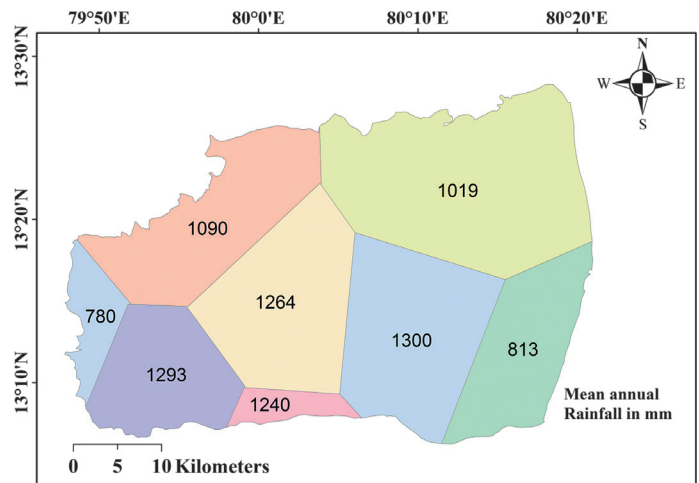 79°50'E 80°0'E 80°10'E 80°20'E
13°30'N
N
W E
S
1019
13°20'N
1090
1264
780
1300
813
1293
13°10'N
Mean annual
Rainfall in mm
1240
0 5 10 Kilometers